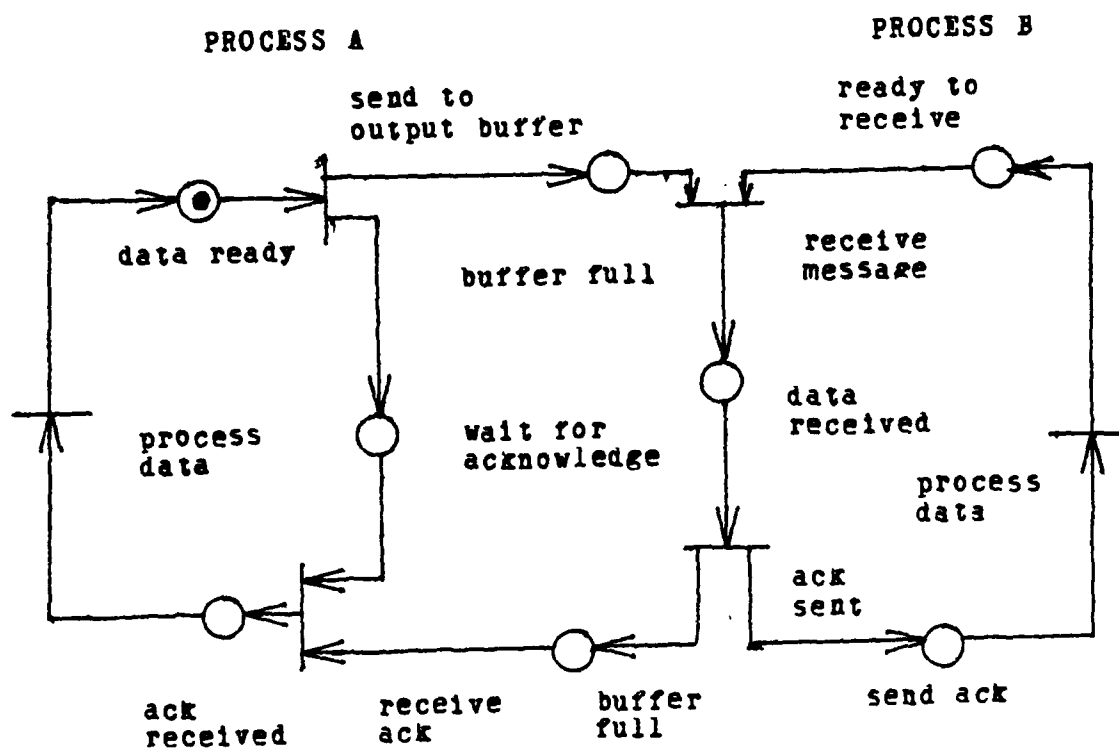 PROCESS A
PROCESS B
send to
output buffer
ready to
receive
data ready
buffer full
receive
message
process
data
wait for
acknowledge
data
received
process
data
ack
sent
ack
received
receive
ack
buffer
full
send ack